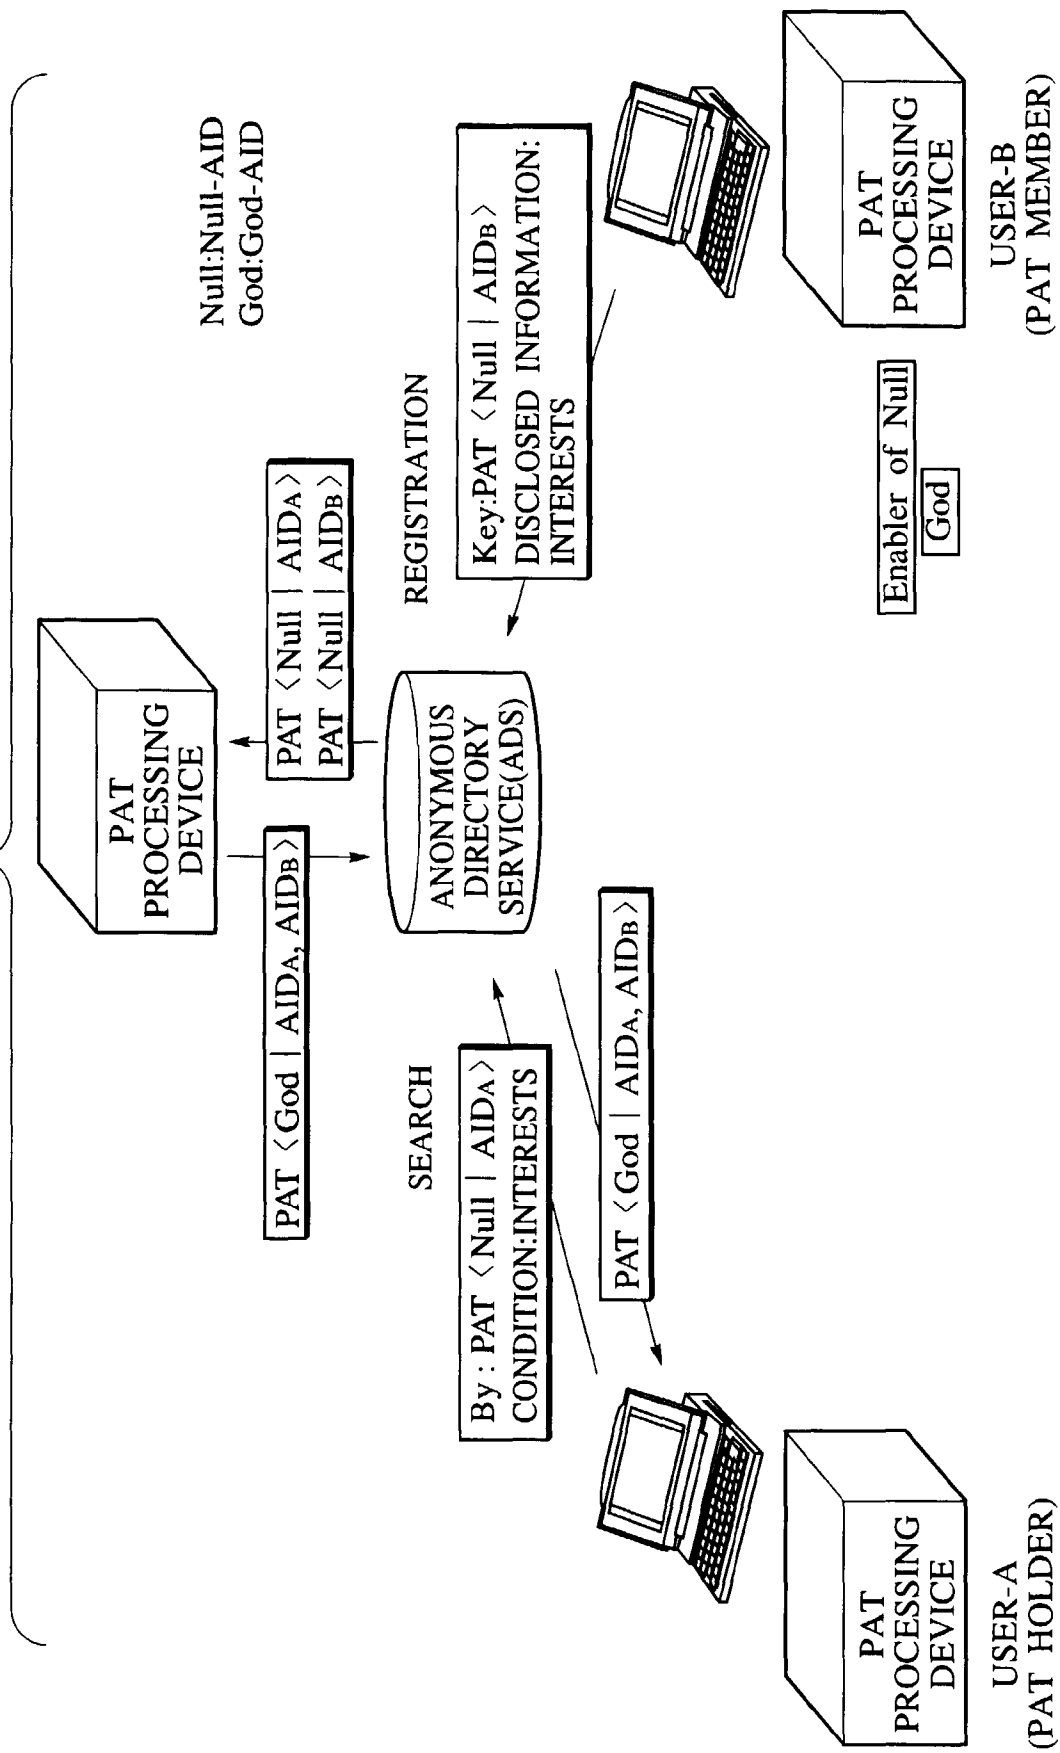 PAT
PROCESSING
DEVICE
Null:Null-AID
God:God-AID
PAT <God | AIDA, AIDB>
PAT <Null | AIDA>
PAT <Null | AIDB>
SEARCH
ANONYMOUS
DIRECTORY
SERVICE(ADS)
REGISTRATION
By : PAT <Null | AIDA>
CONDITION:INTERESTS
Key:PAT <Null | AIDB>
DISCLOSED INFORMATION:
INTERESTS
PAT <God | AIDA, AIDB>
PAT
PROCESSING
DEVICE
USER-A
(PAT HOLDER)
Enabler of Null
God
PAT
PROCESSING
DEVICE
USER-B
(PAT MEMBER)